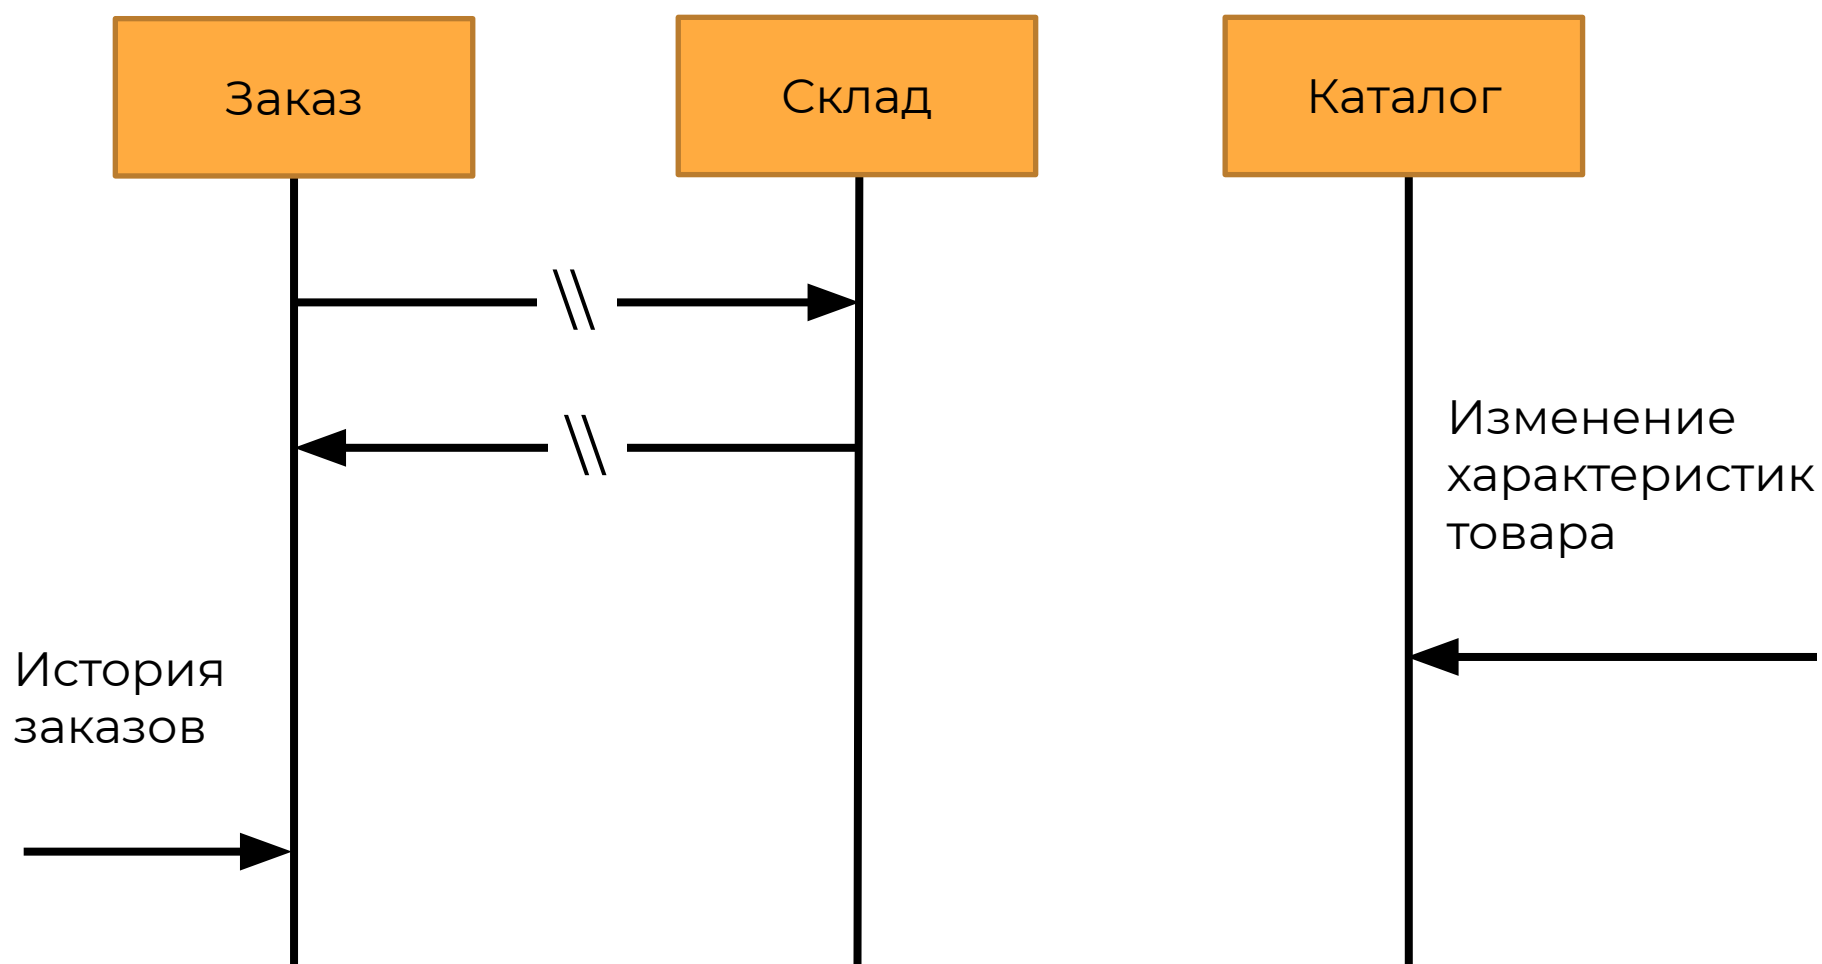 Заказ
Склад
Каталог
Изменение
характеристик
товара
История
заказов